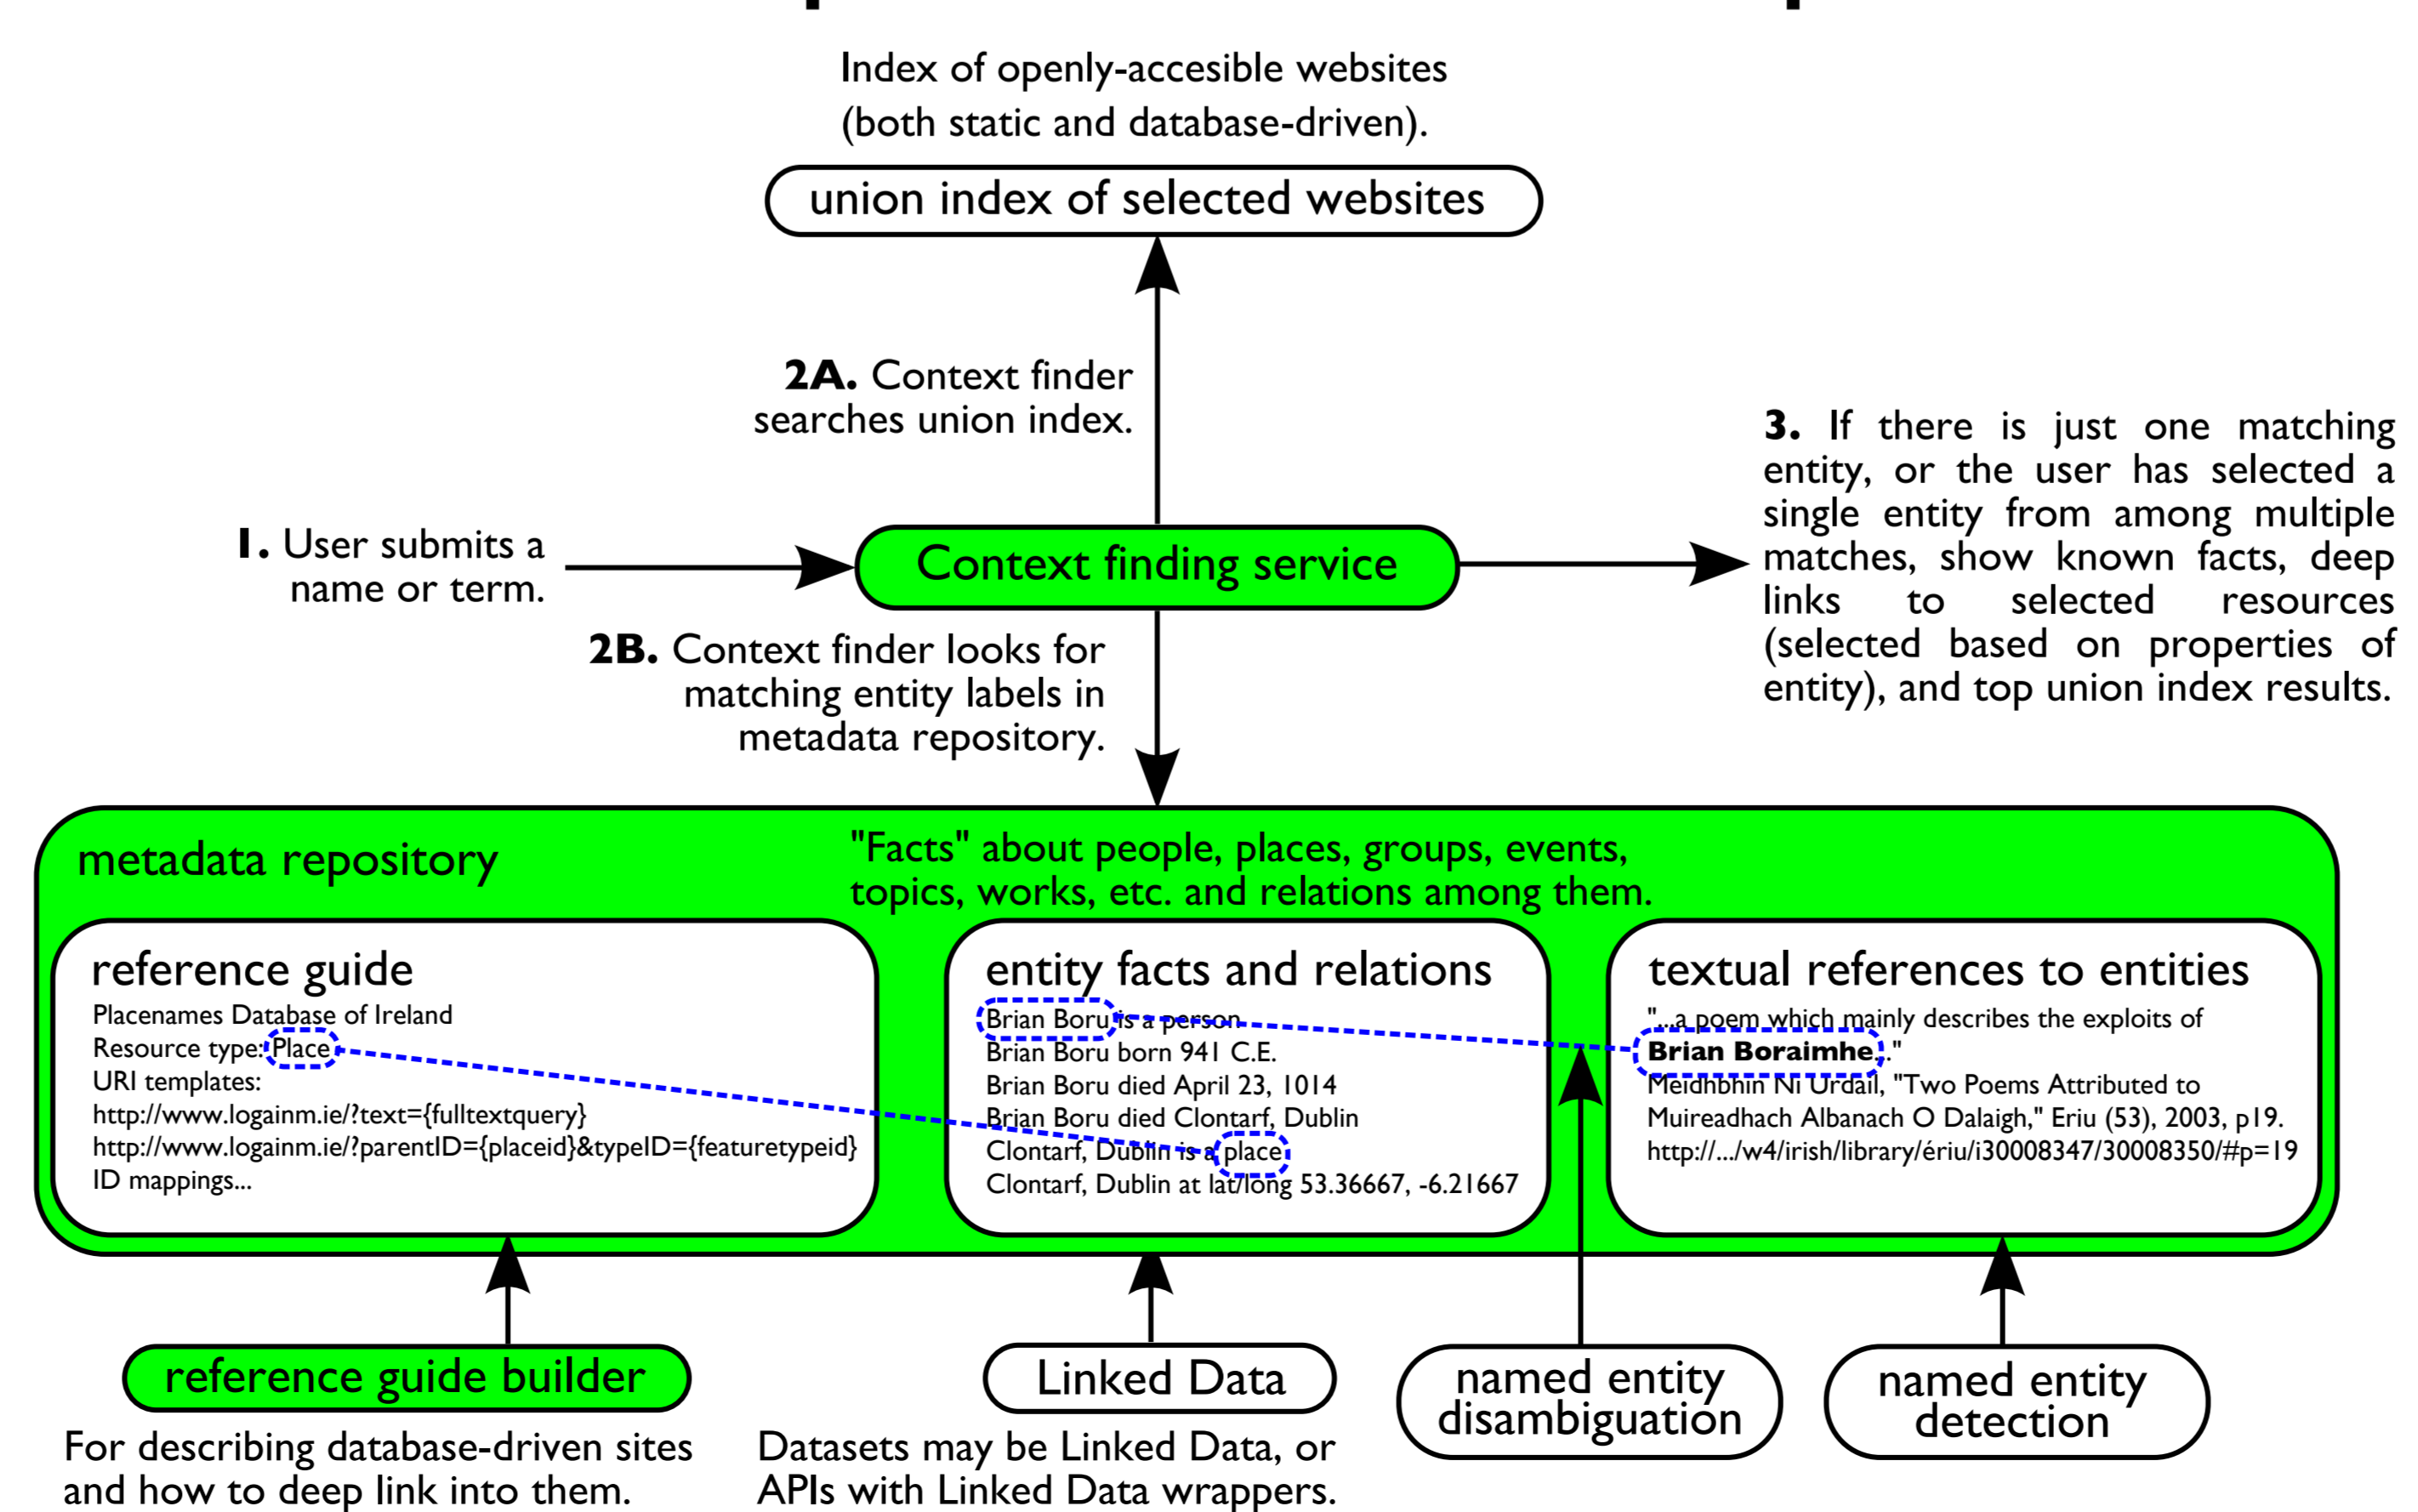 Index of openly-accesible websites
(both static and database-driven).
union index of selected websites
2A. Context finder
searches union index.
1. User submits a
name or term.
Context finding service
3. If there is just one matching
entity, or the user has selected a
single entity from among multiple
matches, show known facts, deep
links to selected resources
(selected based on properties of
entity), and top union index results.
2B. Context finder looks for
matching entity labels in
metadata repository.
metadata repository
"Facts" about people, places, groups, events,
topics, works, etc. and relations among them.
reference guide
Placenames Database of Ireland
Resource type: Place
URI templates:
http://www.logainm.ie/?text={fulltextquery}
http://www.logainm.ie/?parentID={placeid}&typeID={featuretypeid}
ID mappings...
entity facts and relations
Brian Boru is a person
Brian Boru born 941 C.E.
Brian Boru died April 23, 1014
Brian Boru died Clontarf, Dublin
Clontarf, Dublin is a place
Clontarf, Dublin at lat/long 53.36667, -6.21667
textual references to entities
"...a poem which mainly describes the exploits of
Brian Boraimhe..."
Meidhbhin Ni Urdail, "Two Poems Attributed to
Muireadhach Albanach O Dalaigh," Eriu (53), 2003, p19.
http://.../w4/irish/library/ériu/i30008347/30008350/#p=19
reference guide builder
For describing database-driven sites
and how to deep link into them.
Linked Data
Datasets may be Linked Data, or
APIs with Linked Data wrappers.
named entity
disambiguation
named entity
detection